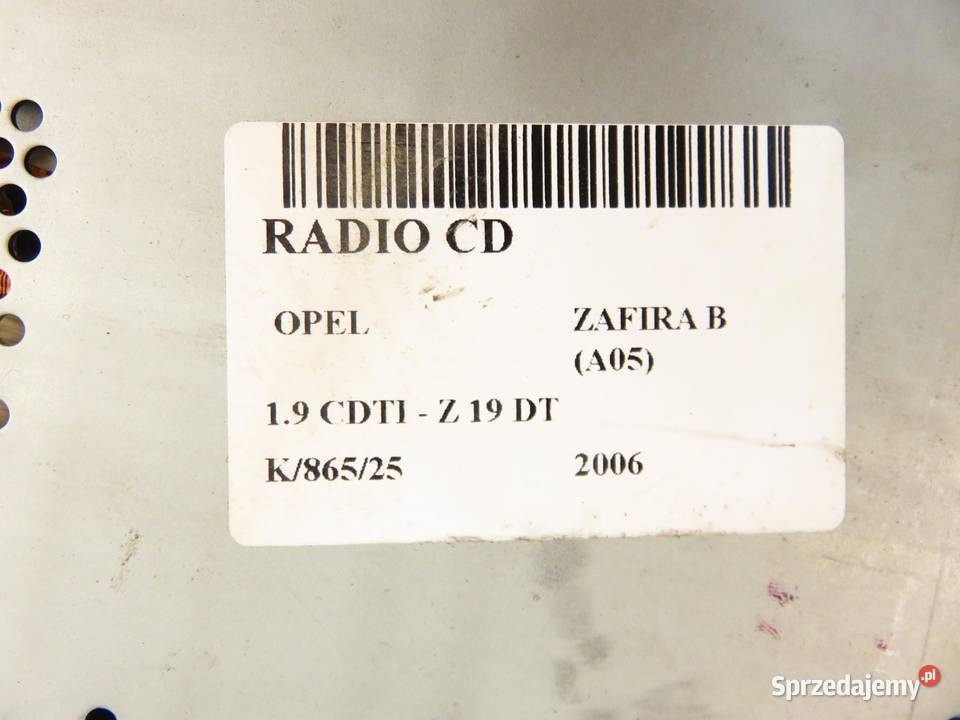 RADIO CD
OPEL ZAFIRA B
(A05)
1.9 CDTI - Z 19 DT
K/865/25 2006
Sprzedajemy.pl